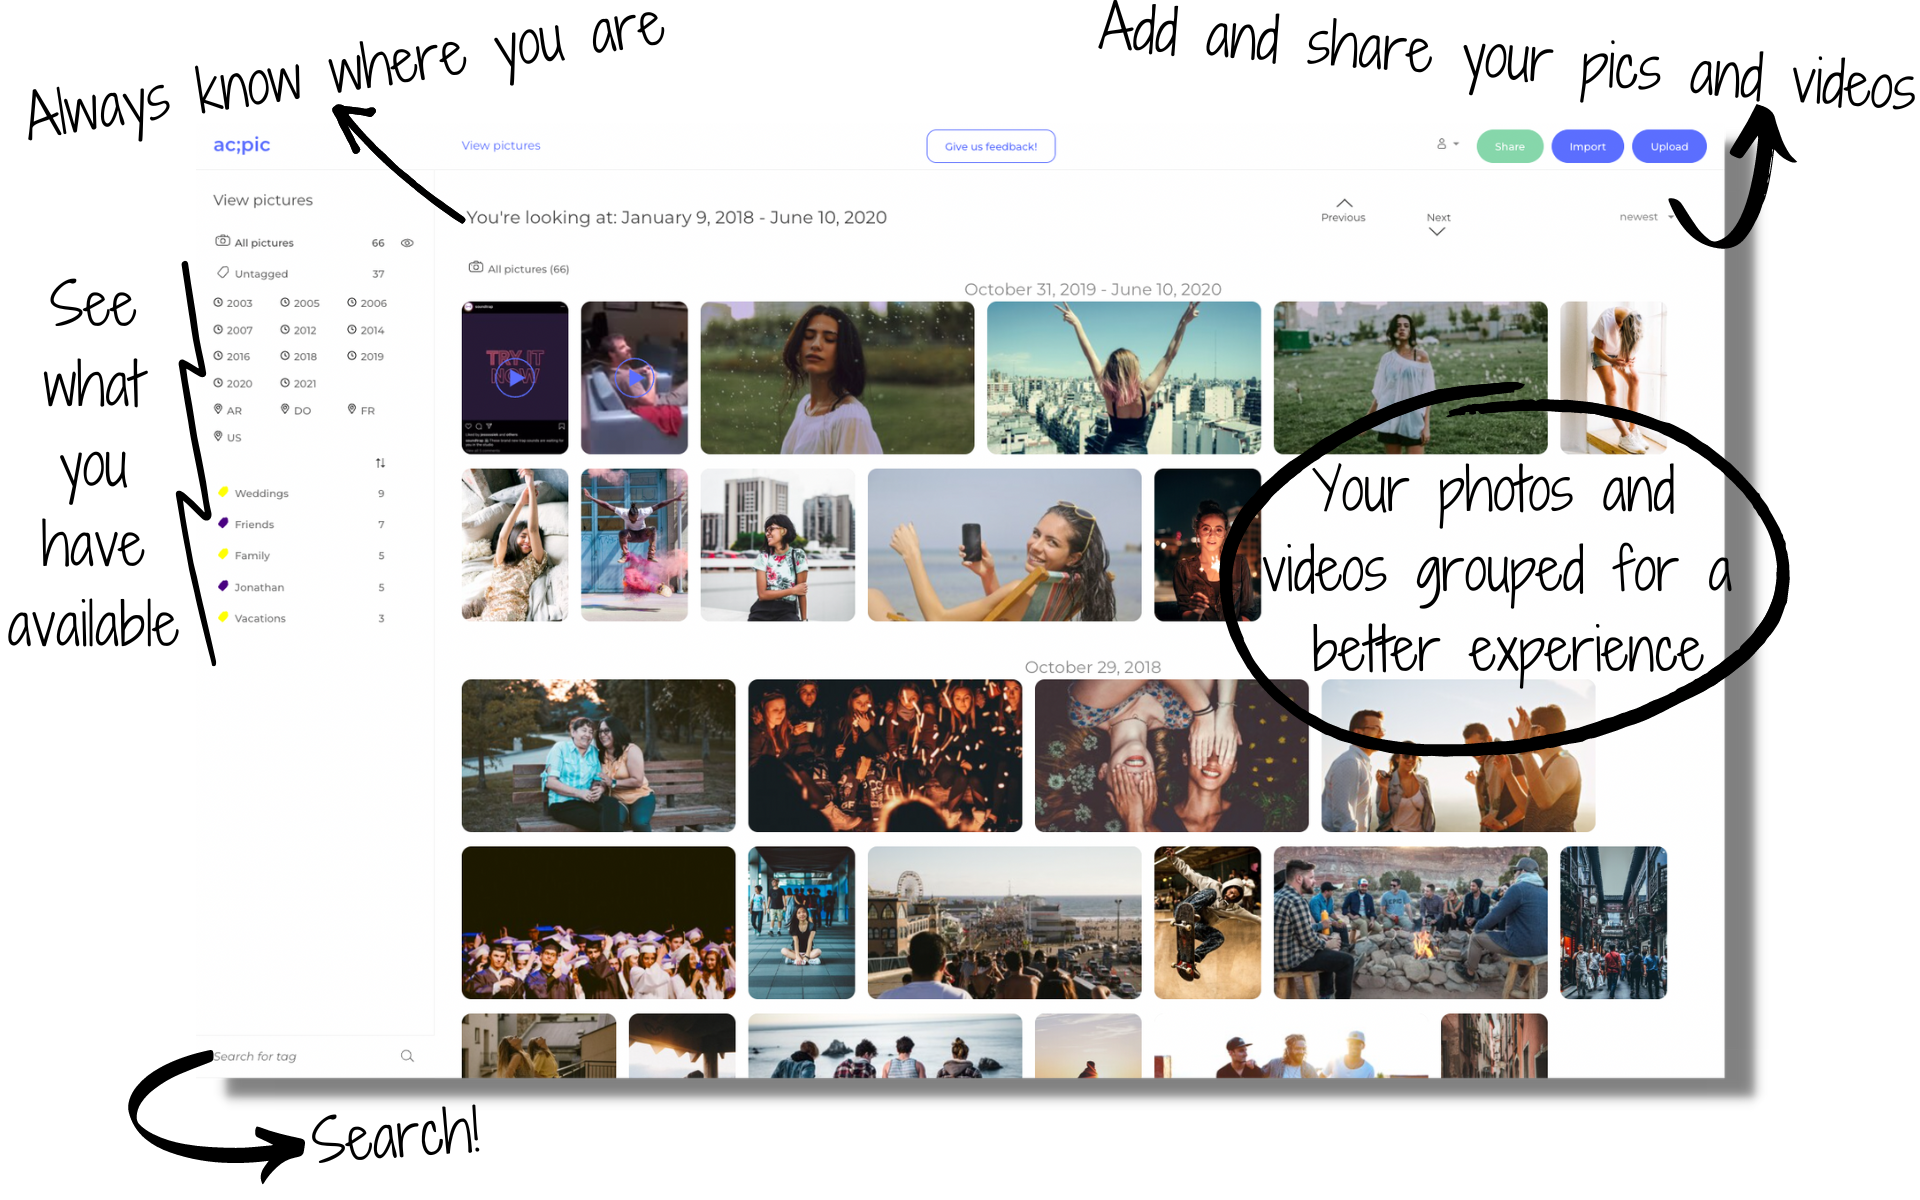 Always know where you are
Add and share your pics and videos
ac;pic
View pictures
Give us feedback!
Share
Import
Upload
View pictures
All pictures 66
Untagged 37
2003 2005 2006
2007 2012 2014
2016 2018 2019
2020 2021
AR DO FR
US
Weddings 9
Friends 7
Family 5
Jonathan 5
Vacations 3
Search for tag
See
what
you
have
available
You're looking at: January 9, 2018 - June 10, 2020
Previous
Next
newest
All pictures (66)
October 31, 2019 - June 10, 2020
TRY IT
NOW
Your photos and
videos grouped for a
better experience
October 29, 2018
Search!